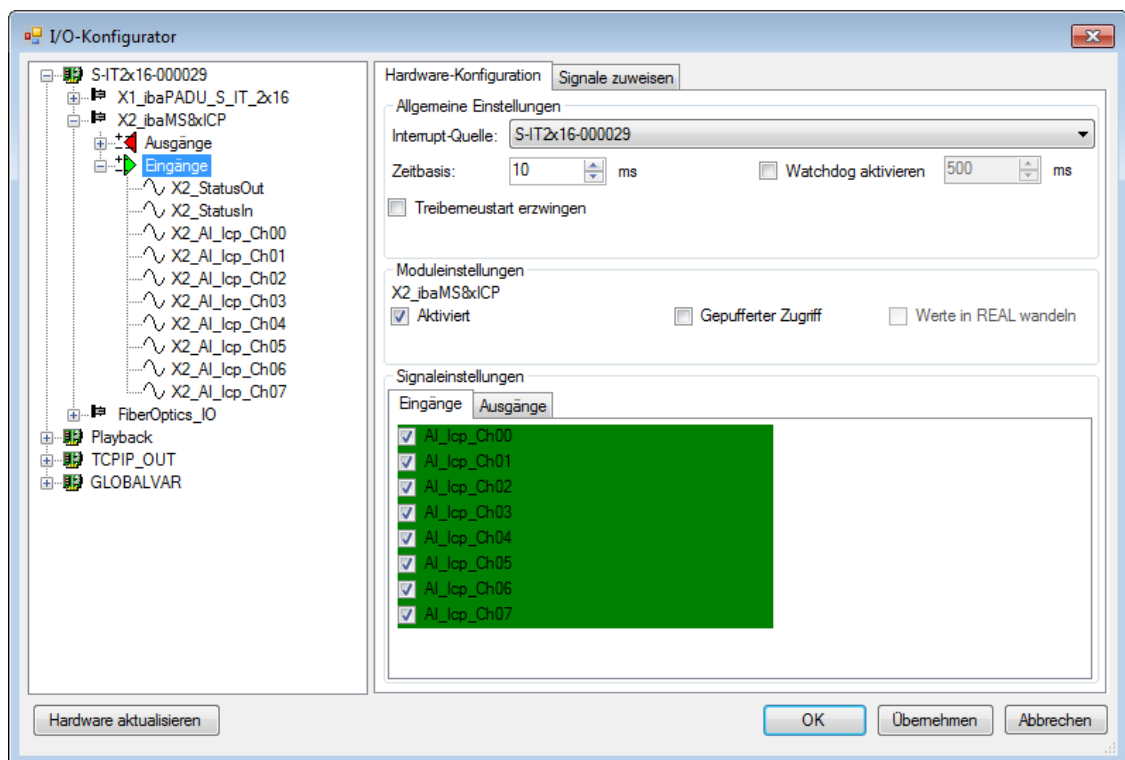 I/O-Konfigurator
S-IT2x16-000029
X1_ibaPADU_S_IT_2x16
X2_ibaMS8xICP
Ausgänge
Eingänge
X2_StatusOut
X2_StatusIn
X2_AI_Icp_Ch00
X2_AI_Icp_Ch01
X2_AI_Icp_Ch02
X2_AI_Icp_Ch03
X2_AI_Icp_Ch04
X2_AI_Icp_Ch05
X2_AI_Icp_Ch06
X2_AI_Icp_Ch07
FiberOptics_IO
Playback
TCPIP_OUT
GLOBALVAR
Hardware-Konfiguration Signale zuweisen
Allgemeine Einstellungen
Interrupt-Quelle: S-IT2x16-000029
Zeitbasis: 10 ms Watchdog aktivieren 500 ms
Treiberneustart erzwingen
Moduleinstellungen
X2_ibaMS8xICP
Aktiviert Gepufferter Zugriff Werte in REAL wandeln
Signaleinstellungen
Eingänge Ausgänge
AI_Icp_Ch00
AI_Icp_Ch01
AI_Icp_Ch02
AI_Icp_Ch03
AI_Icp_Ch04
AI_Icp_Ch05
AI_Icp_Ch06
AI_Icp_Ch07
Hardware aktualisieren OK Übernehmen Abbrechen